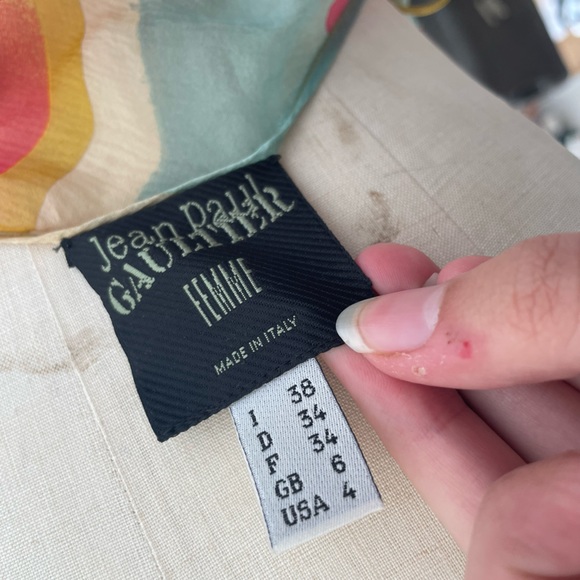 Jean Paul
GAULTIER
FEMME
MADE IN ITALY
I 38
D 34
F 34
GB 6
USA 4